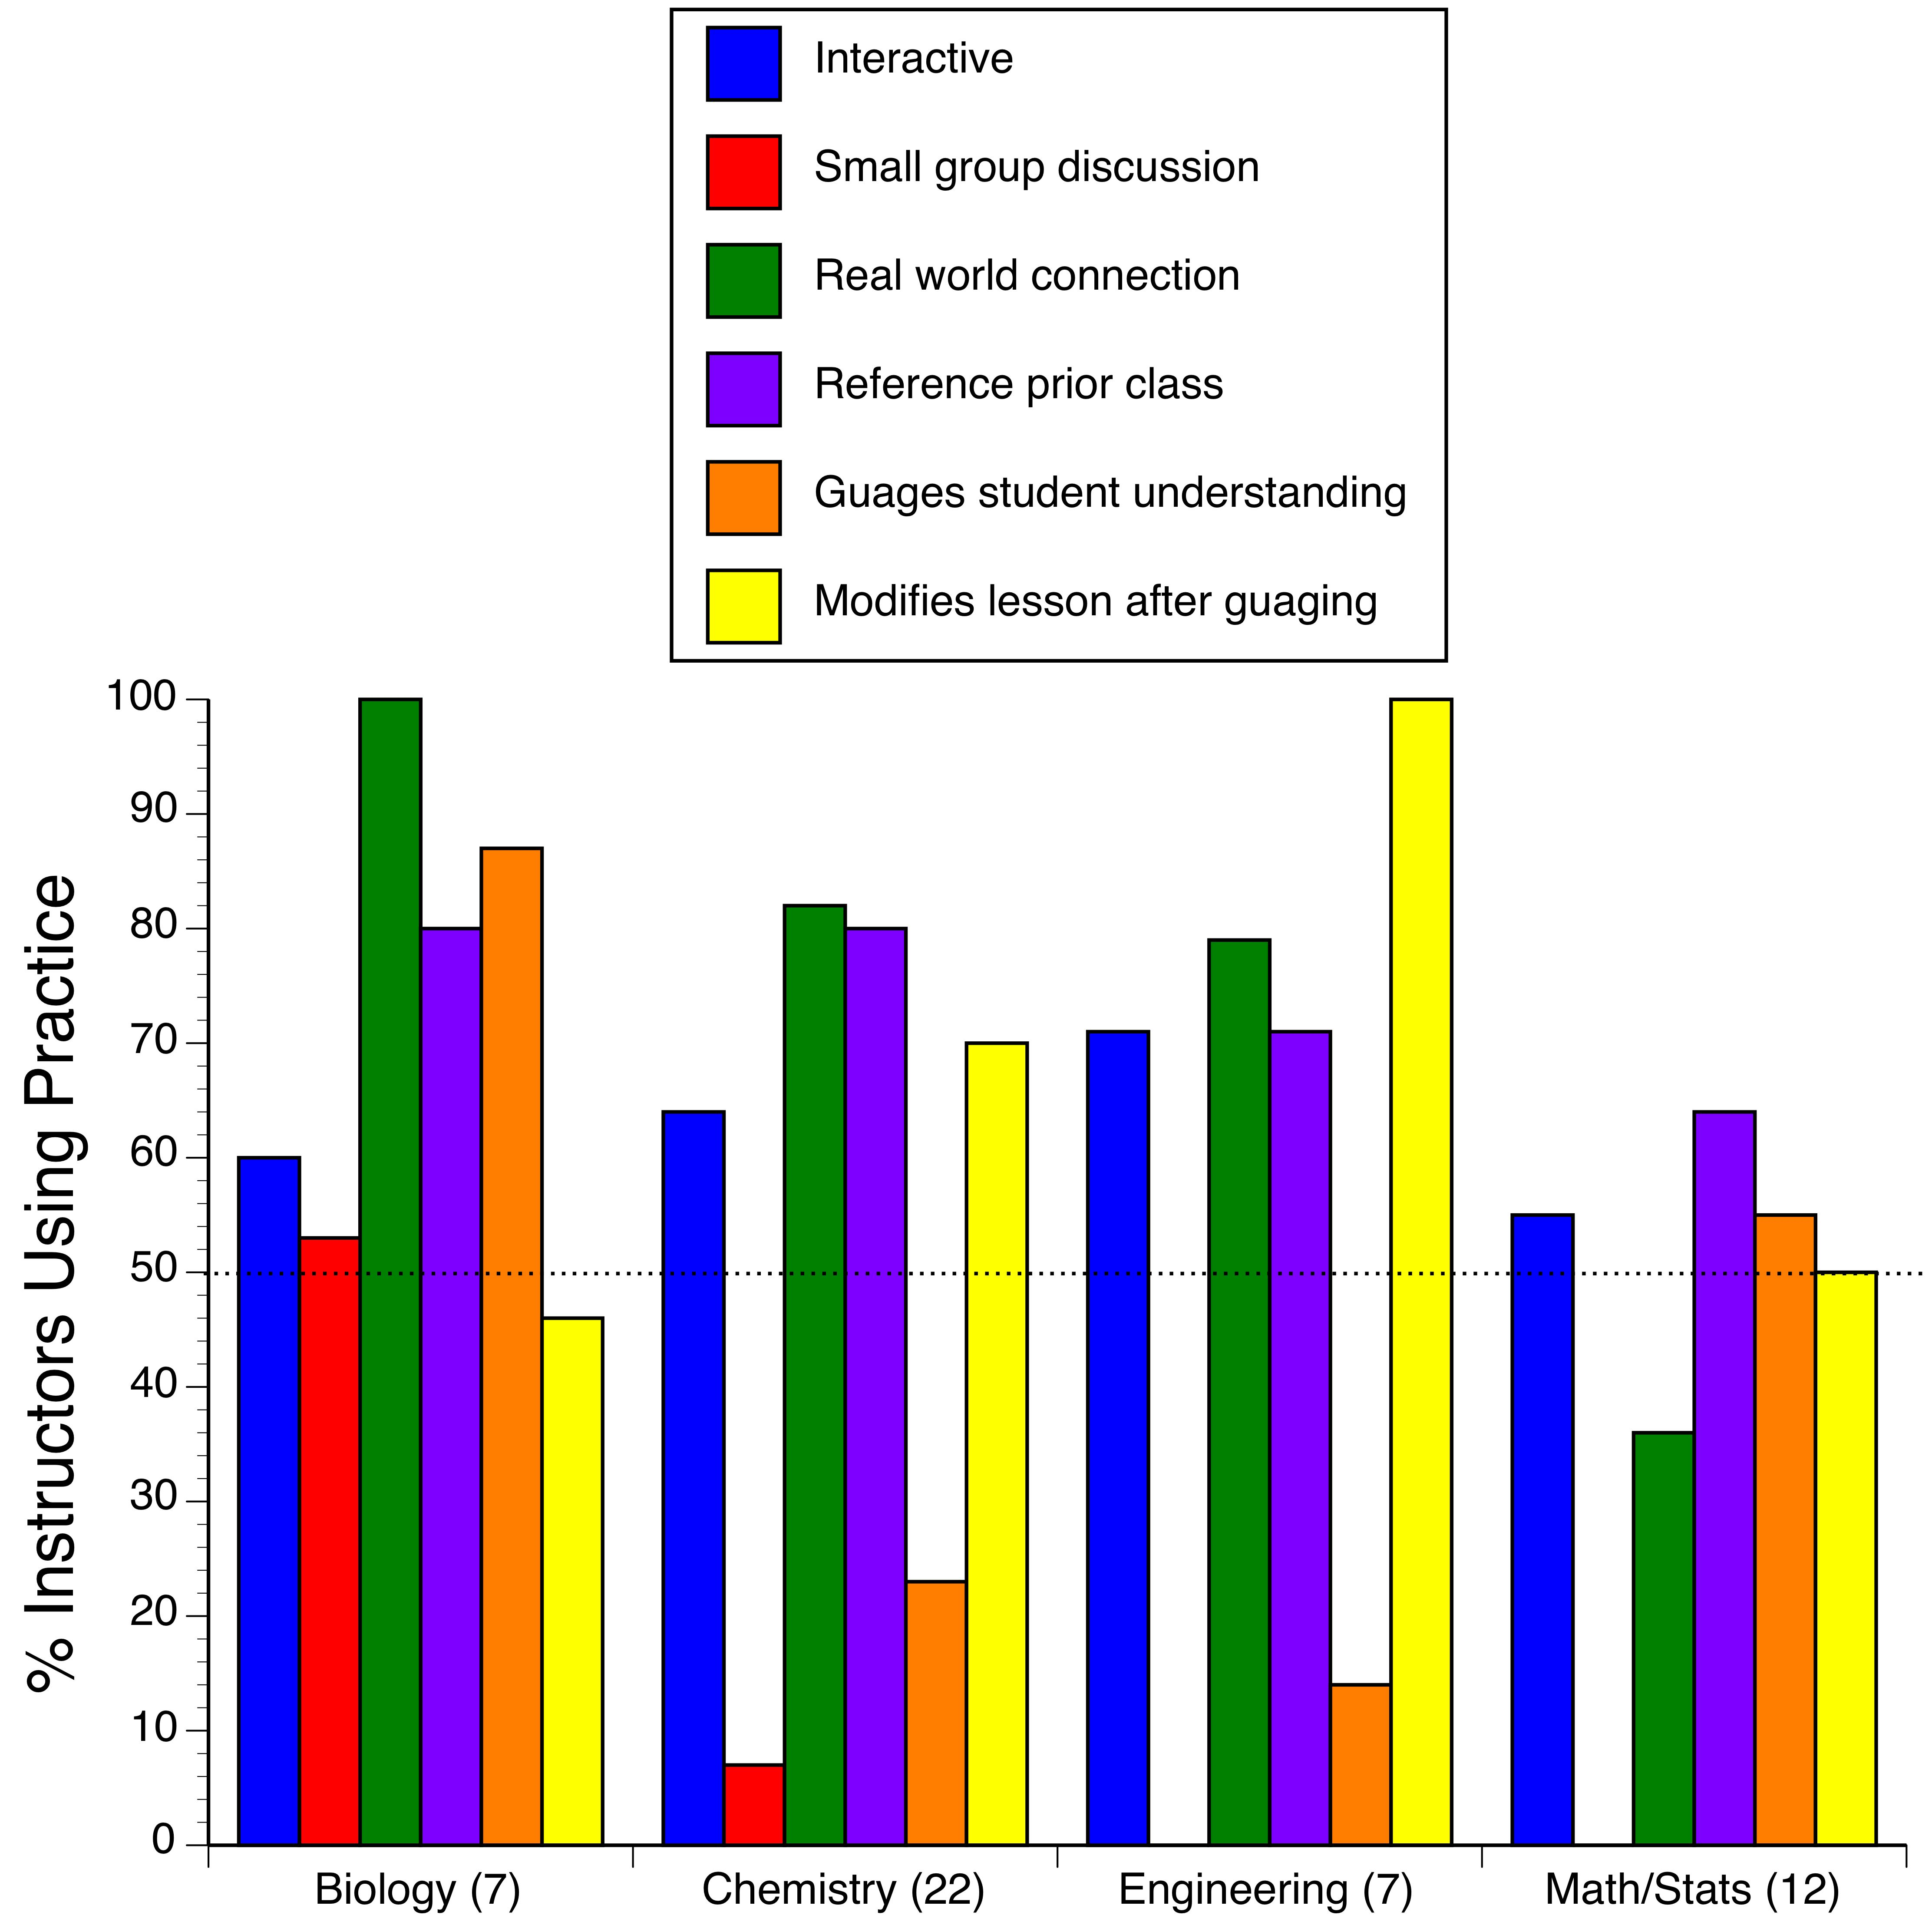 Interactive
Small group discussion
Real world connection
Reference prior class
Guages student understanding
Modifies lesson after guaging
% Instructors Using Practice
100
90
80
70
60
50
40
30
20
10
0
Biology (7)
Chemistry (22)
Engineering (7)
Math/Stats (12)